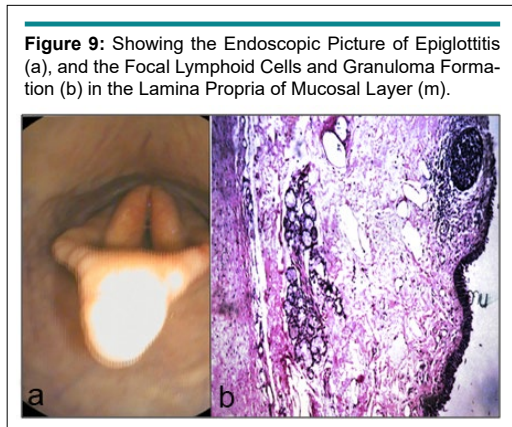 Figure 9: Showing the Endoscopic Picture of Epiglottitis
(a), and the Focal Lymphoid Cells and Granuloma Forma-
tion (b) in the Lamina Propria of Mucosal Layer (m).
a
b